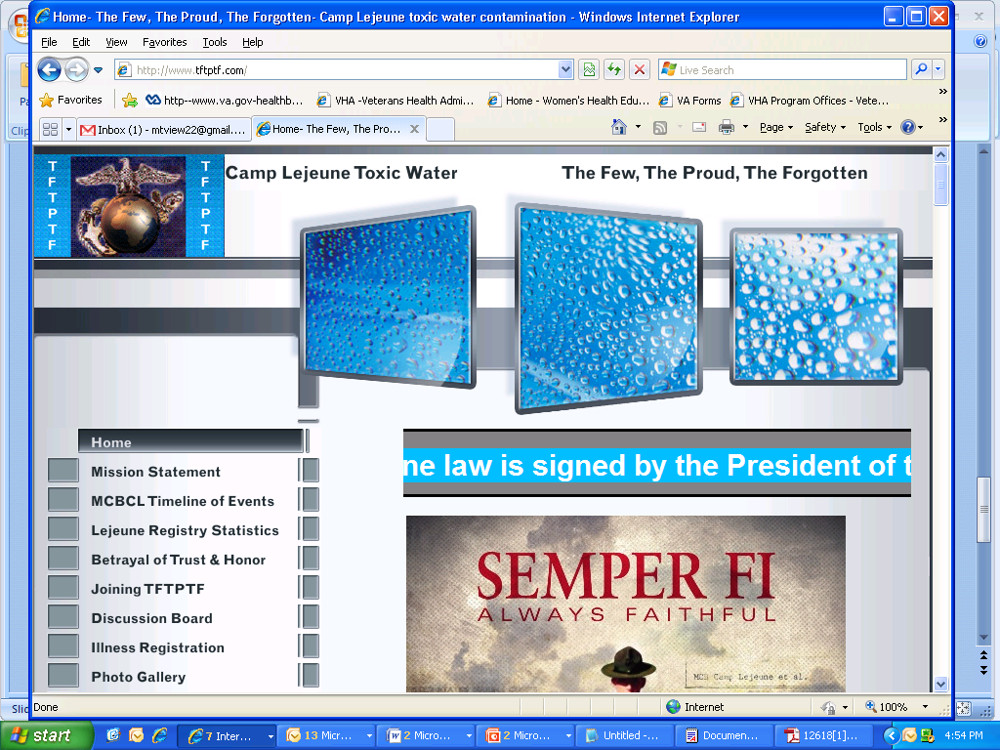 Home- The Few, The Proud, The Forgotten- Camp Lejeune toxic water contamination - Windows Internet Explorer
File Edit View Favorites Tools Help
http://www.tftptf.com/ Live Search
Favorites http--www.va.gov-healthb... VHA -Veterans Health Admi... Home - Women's Health Edu... VA Forms VHA Program Offices - Vete...
Inbox (1) - mtview22@gmail.... Home- The Few, The Pro... Page Safety Tools
TFTPTF TFTPTF
Camp Lejeune Toxic Water The Few, The Proud, The Forgotten
Home
ne law is signed by the President of t
Mission Statement
MCBCL Timeline of Events
Lejeune Registry Statistics
Betrayal of Trust & Honor
Joining TFTPTF
Discussion Board
Illness Registration
Photo Gallery
SEMPER FI
ALWAYS FAITHFUL
MCB Camp Lejeune et al.
Done Internet 100%
start 7 Inter... 13 Micr... 2 Micro... 2 Micro... Untitled -... Documen... 12618[1]... 4:54 PM
Pa
Clip
Slic